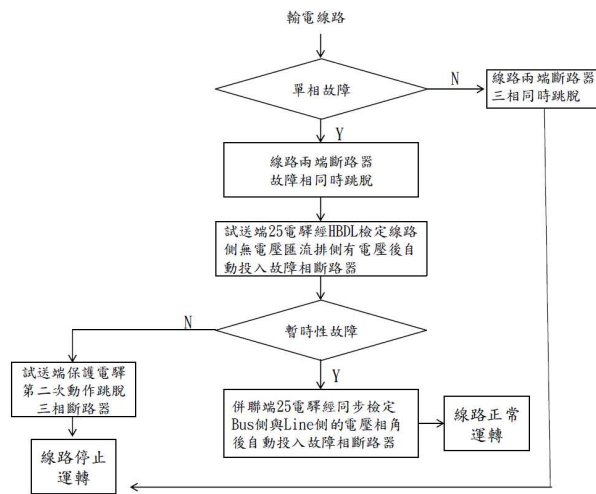 輸電線路
單相故障
N
線路兩端斷路器
三相同時跳脫
Y
線路兩端斷路器
故障相同時跳脫
試送端25電驛經HBDL檢定線路
側無電壓匯流排側有電壓後自
動投入故障相斷路器
N
暫時性故障
試送端保護電驛
第二次動作跳脫
三相斷路器
Y
併聯端25電驛經同步檢定
Bus側與Line側的電壓相角
後自動投入故障相斷路器
線路正常
運轉
線路停止
運轉